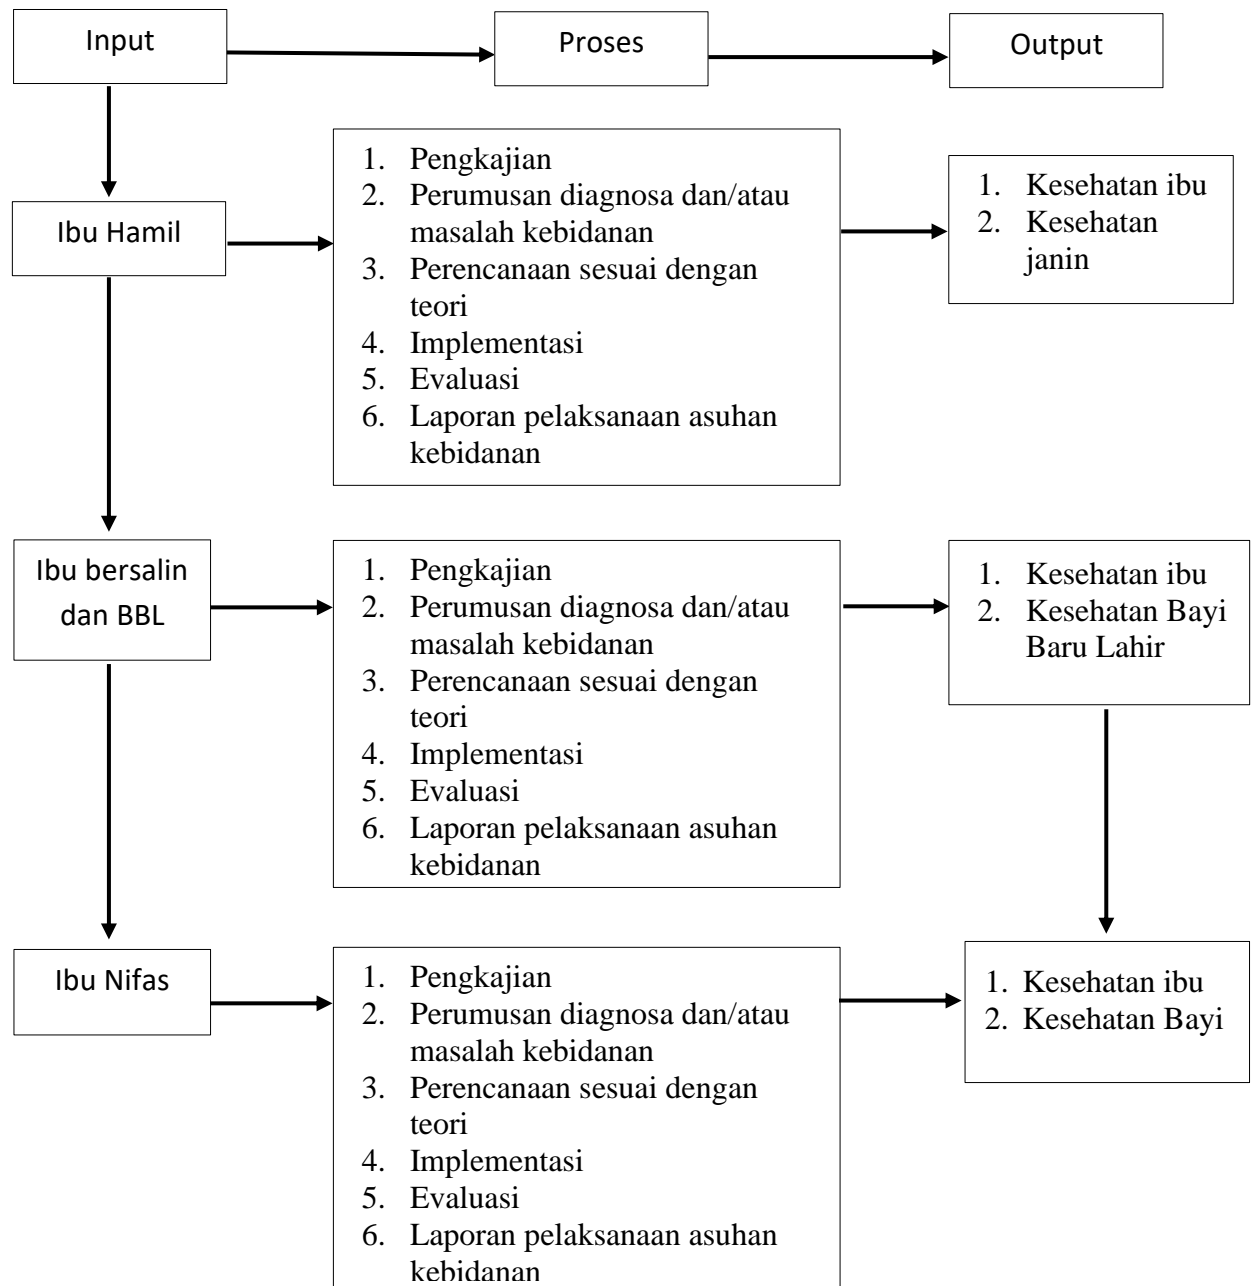 Input
Proses
Output
Ibu Hamil
1. Pengkajian
2. Perumusan diagnosa dan/atau
masalah kebidanan
3. Perencanaan sesuai dengan
teori
4. Implementasi
5. Evaluasi
6. Laporan pelaksanaan asuhan
kebidanan
1. Kesehatan ibu
2. Kesehatan
janin
Ibu bersalin
dan BBL
1. Pengkajian
2. Perumusan diagnosa dan/atau
masalah kebidanan
3. Perencanaan sesuai dengan
teori
4. Implementasi
5. Evaluasi
6. Laporan pelaksanaan asuhan
kebidanan
1. Kesehatan ibu
2. Kesehatan Bayi
Baru Lahir
Ibu Nifas
1. Pengkajian
2. Perumusan diagnosa dan/atau
masalah kebidanan
3. Perencanaan sesuai dengan
teori
4. Implementasi
5. Evaluasi
6. Laporan pelaksanaan asuhan
kebidanan
1. Kesehatan ibu
2. Kesehatan Bayi